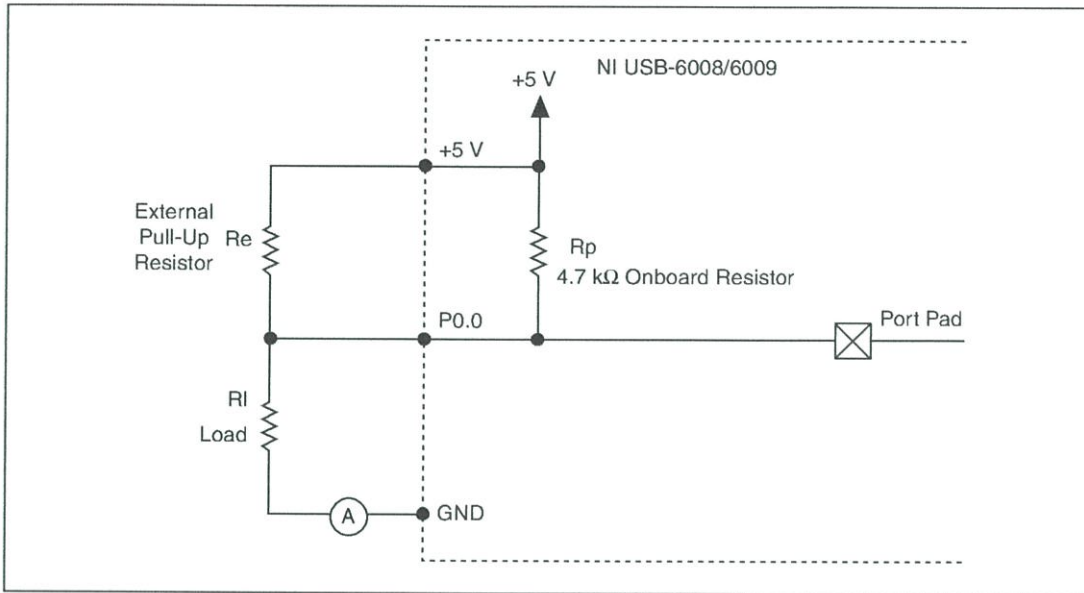 NI USB-6008/6009
+5 V
+5 V
External
Pull-Up
Resistor
Re
Rp
4.7 kΩ Onboard Resistor
P0.0
Port Pad
Rl
Load
A
GND